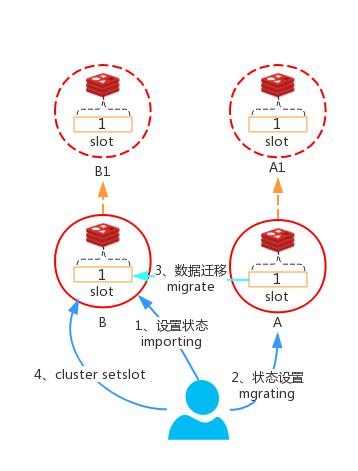 1
slot
B1
1
slot
A1
1
slot
B
3、数据迁移
migrate
1
slot
A
1、设置状态
importing
2、状态设置
mgrating
4、cluster setslot